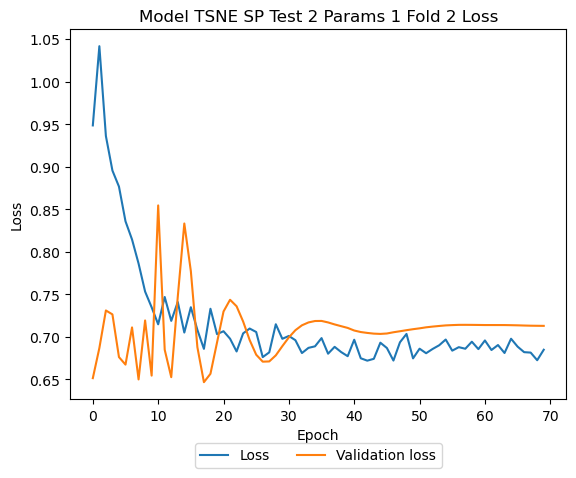 Model TSNE SP Test 2 Params 1 Fold 2 Loss
1.05
1.00
0.95
0.90
0.85
0.80
0.75
0.70
0.65
Loss
0 10 20 30 40 50 60 70
Epoch
Loss Validation loss